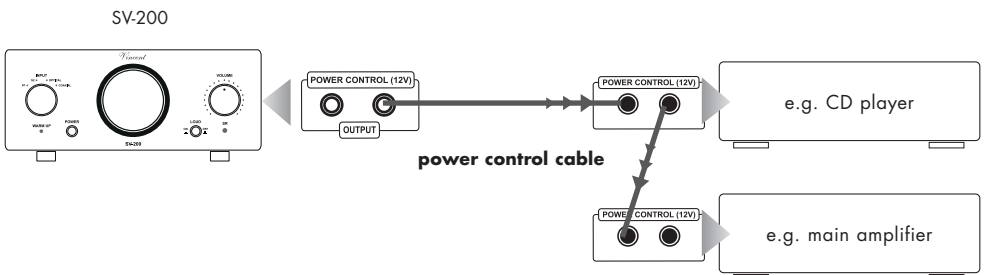 SV-200
Vincent
INPUT
OPTICAL
COAXIAL
VOLUME
WARM UP
POWER
LOUD
SR
SV-200
POWER CONTROL (12V)
OUTPUT
POWER CONTROL (12V)
e.g. CD player
power control cable
POWER CONTROL (12V)
e.g. main amplifier